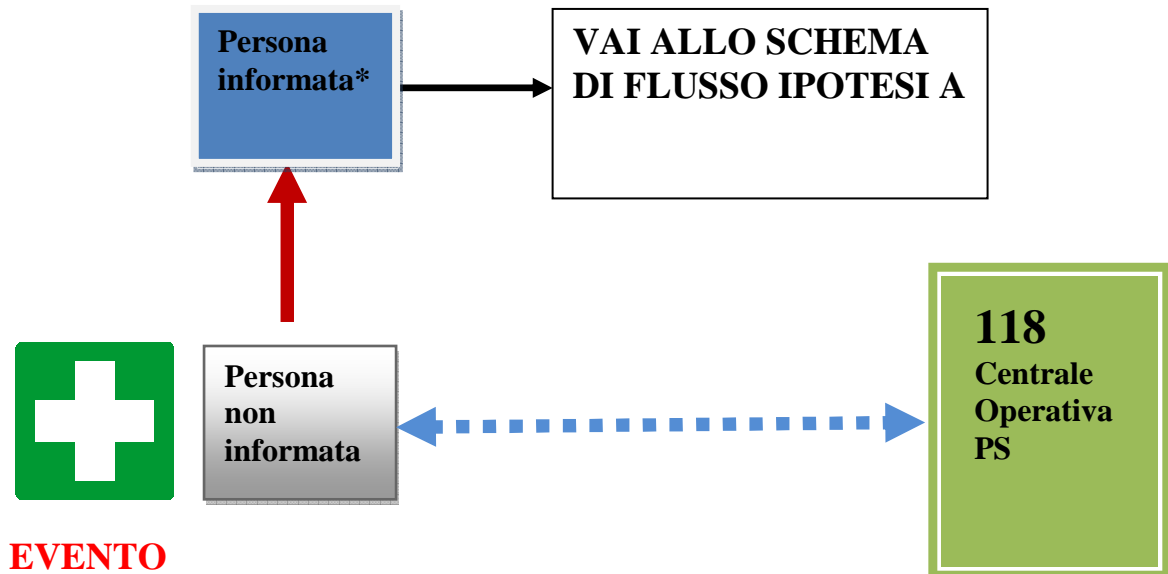 Persona
informata*
VAI ALLO SCHEMA
DI FLUSSO IPOTESI A
118
Centrale
Operativa
PS
Persona
non
informata
EVENTO